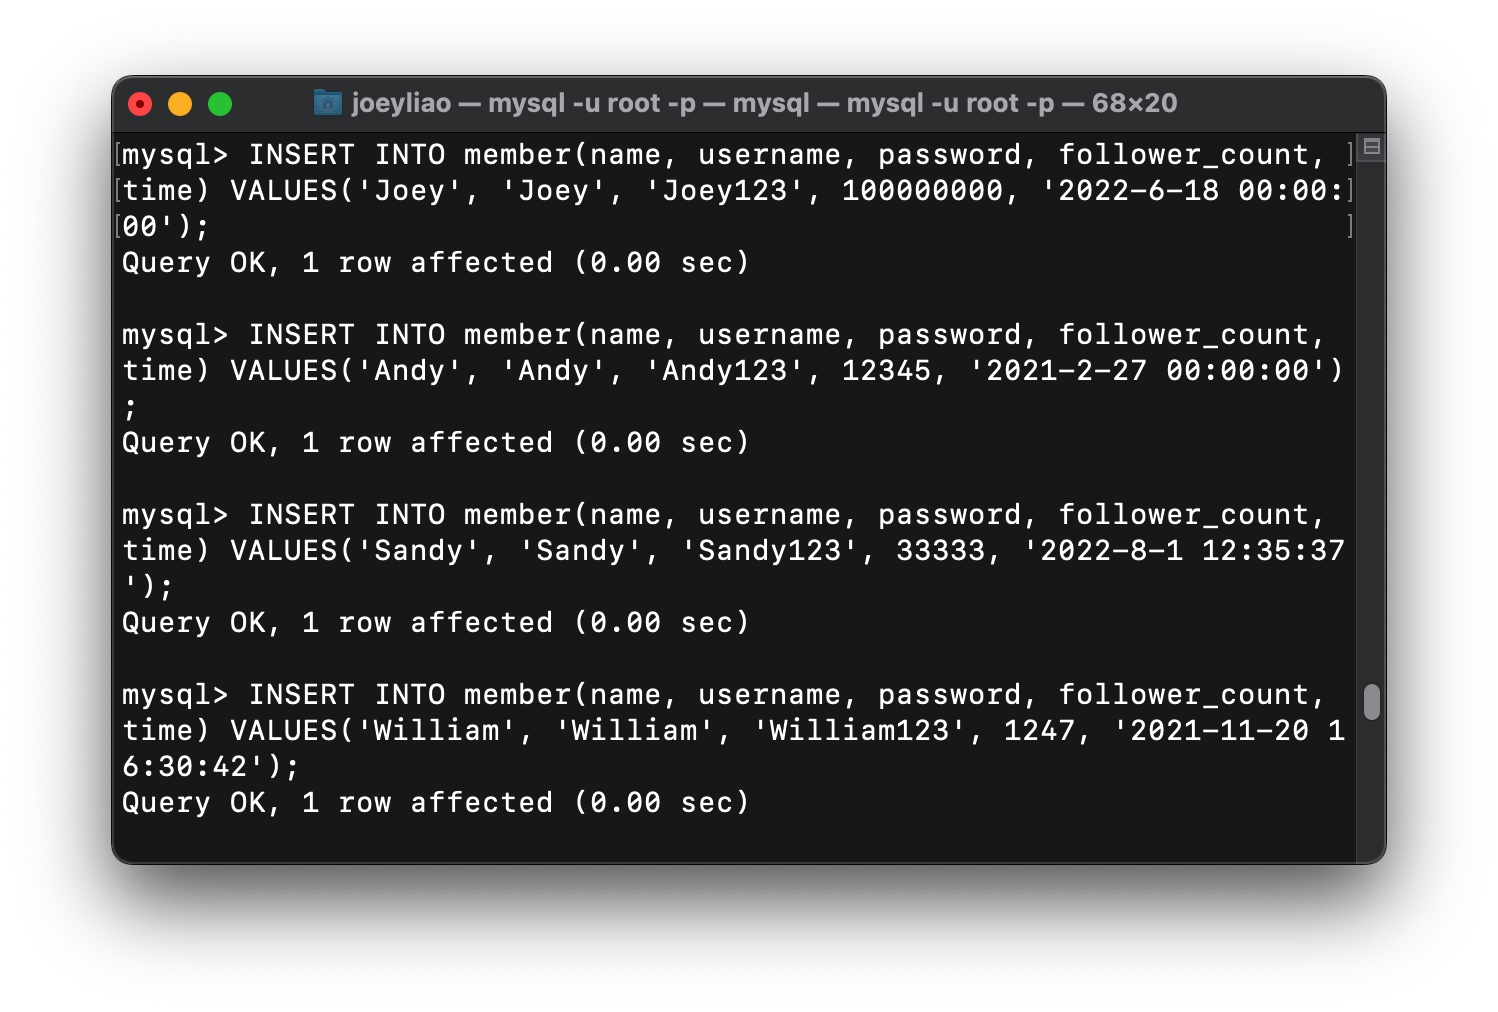 joeyliao — mysql -u root -p — mysql — mysql -u root -p — 68×20
[mysql> INSERT INTO member(name, username, password, follower_count, ]
[time) VALUES('Joey', 'Joey', 'Joey123', 100000000, '2022-6-18 00:00:]
[00'); ]
Query OK, 1 row affected (0.00 sec)
mysql> INSERT INTO member(name, username, password, follower_count,
time) VALUES('Andy', 'Andy', 'Andy123', 12345, '2021-2-27 00:00:00')
;
Query OK, 1 row affected (0.00 sec)
mysql> INSERT INTO member(name, username, password, follower_count,
time) VALUES('Sandy', 'Sandy', 'Sandy123', 33333, '2022-8-1 12:35:37
');
Query OK, 1 row affected (0.00 sec)
mysql> INSERT INTO member(name, username, password, follower_count,
time) VALUES('William', 'William', 'William123', 1247, '2021-11-20 1
6:30:42');
Query OK, 1 row affected (0.00 sec)